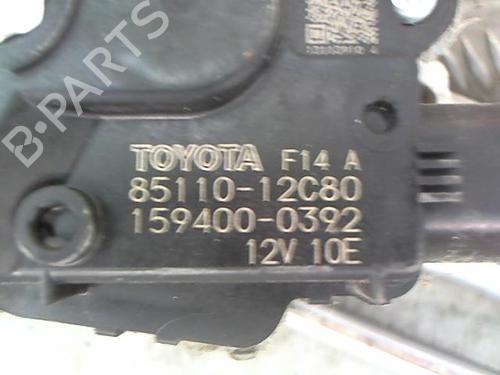 B-PARTS
TOYOTA F14 A
85110-12C80
159400-0392
12V 10E